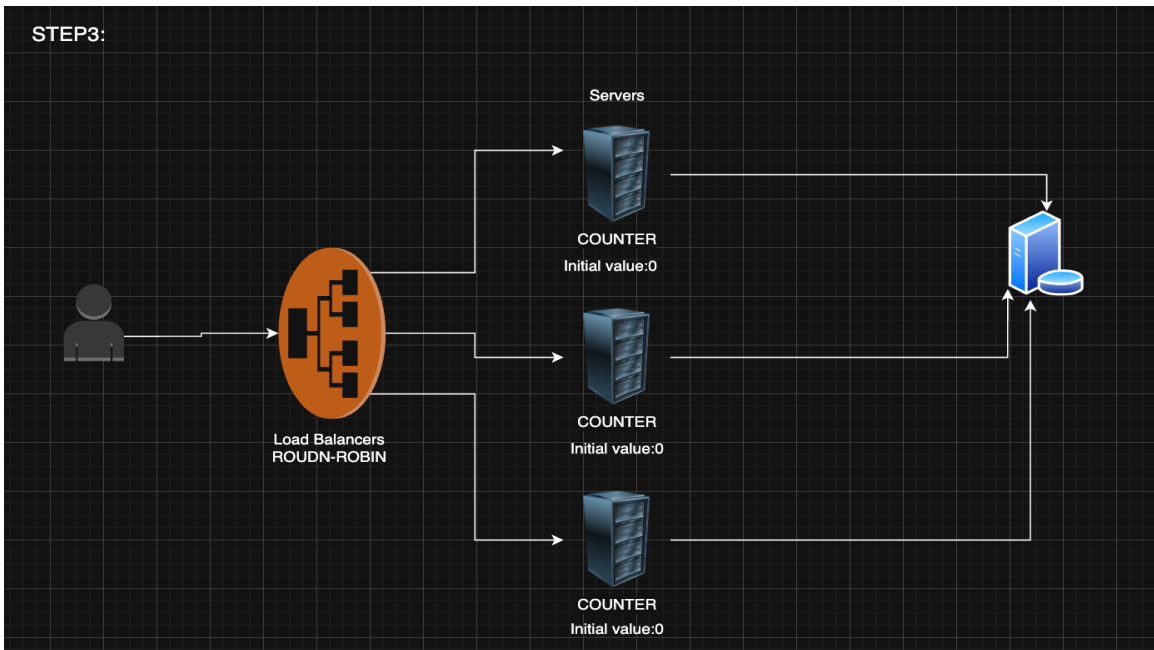 STEP3:
Servers
COUNTER
Initial value:0
COUNTER
Initial value:0
Load Balancers
ROUDN-ROBIN
COUNTER
Initial value:0